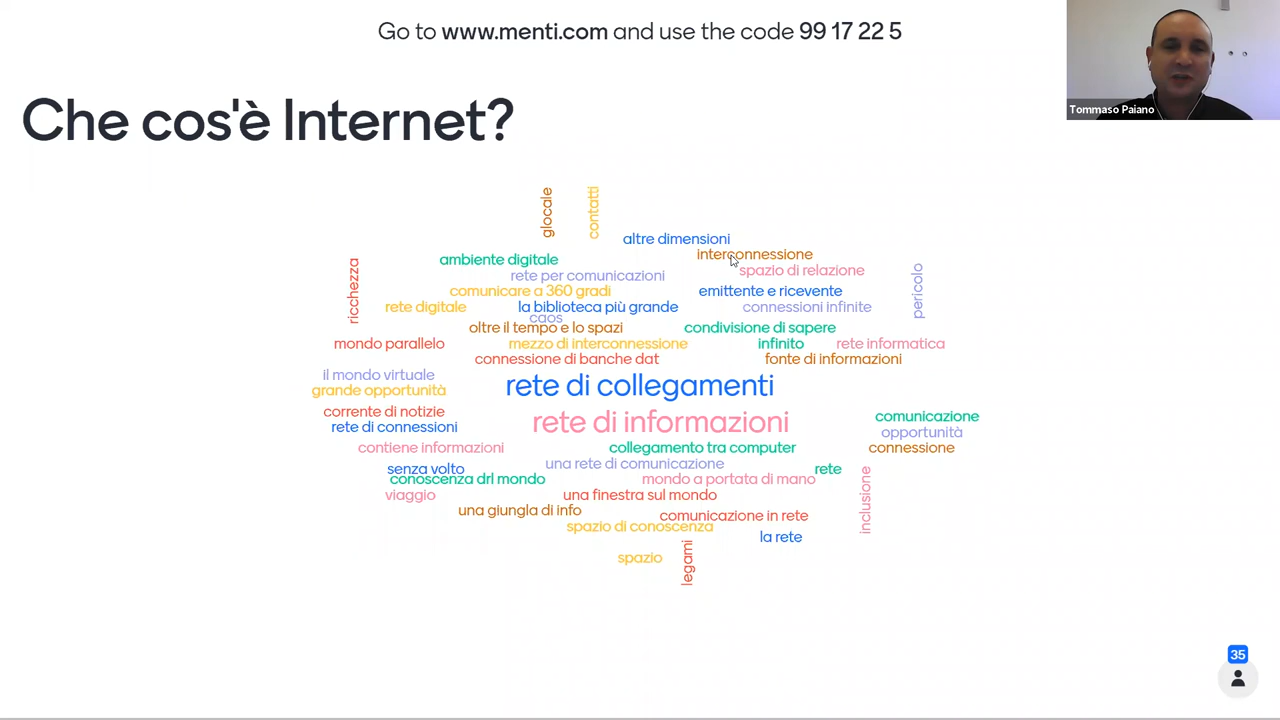 Go to www.menti.com and use the code 99 17 22 5
Tommaso Paiano
Che cos'è Internet?
glocale
contatti
altre dimensioni
interconnessione
ambiente digitale
spazio di relazione
rete per comunicazioni
ricchezza
pericolo
comunicare a 360 gradi
emittente e ricevente
rete digitale
la biblioteca più grande
connessioni infinite
caos
oltre il tempo e lo spazi
condivisione di sapere
mondo parallelo
mezzo di interconnessione
infinito
rete informatica
connessione di banche dat
fonte di informazioni
il mondo virtuale
rete di collegamenti
grande opportunità
corrente di notizie
rete di informazioni
comunicazione
rete di connessioni
opportunità
contiene informazioni
collegamento tra computer
connessione
senza volto
una rete di comunicazione
rete
conoscenza drl mondo
mondo a portata di mano
viaggio
una finestra sul mondo
inclusione
una giungla di info
comunicazione in rete
spazio di conoscenza
la rete
spazio
legami
35